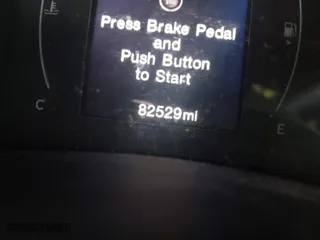 Press Brake Pedal
and
Push Button
to Start
82529mi
C
E